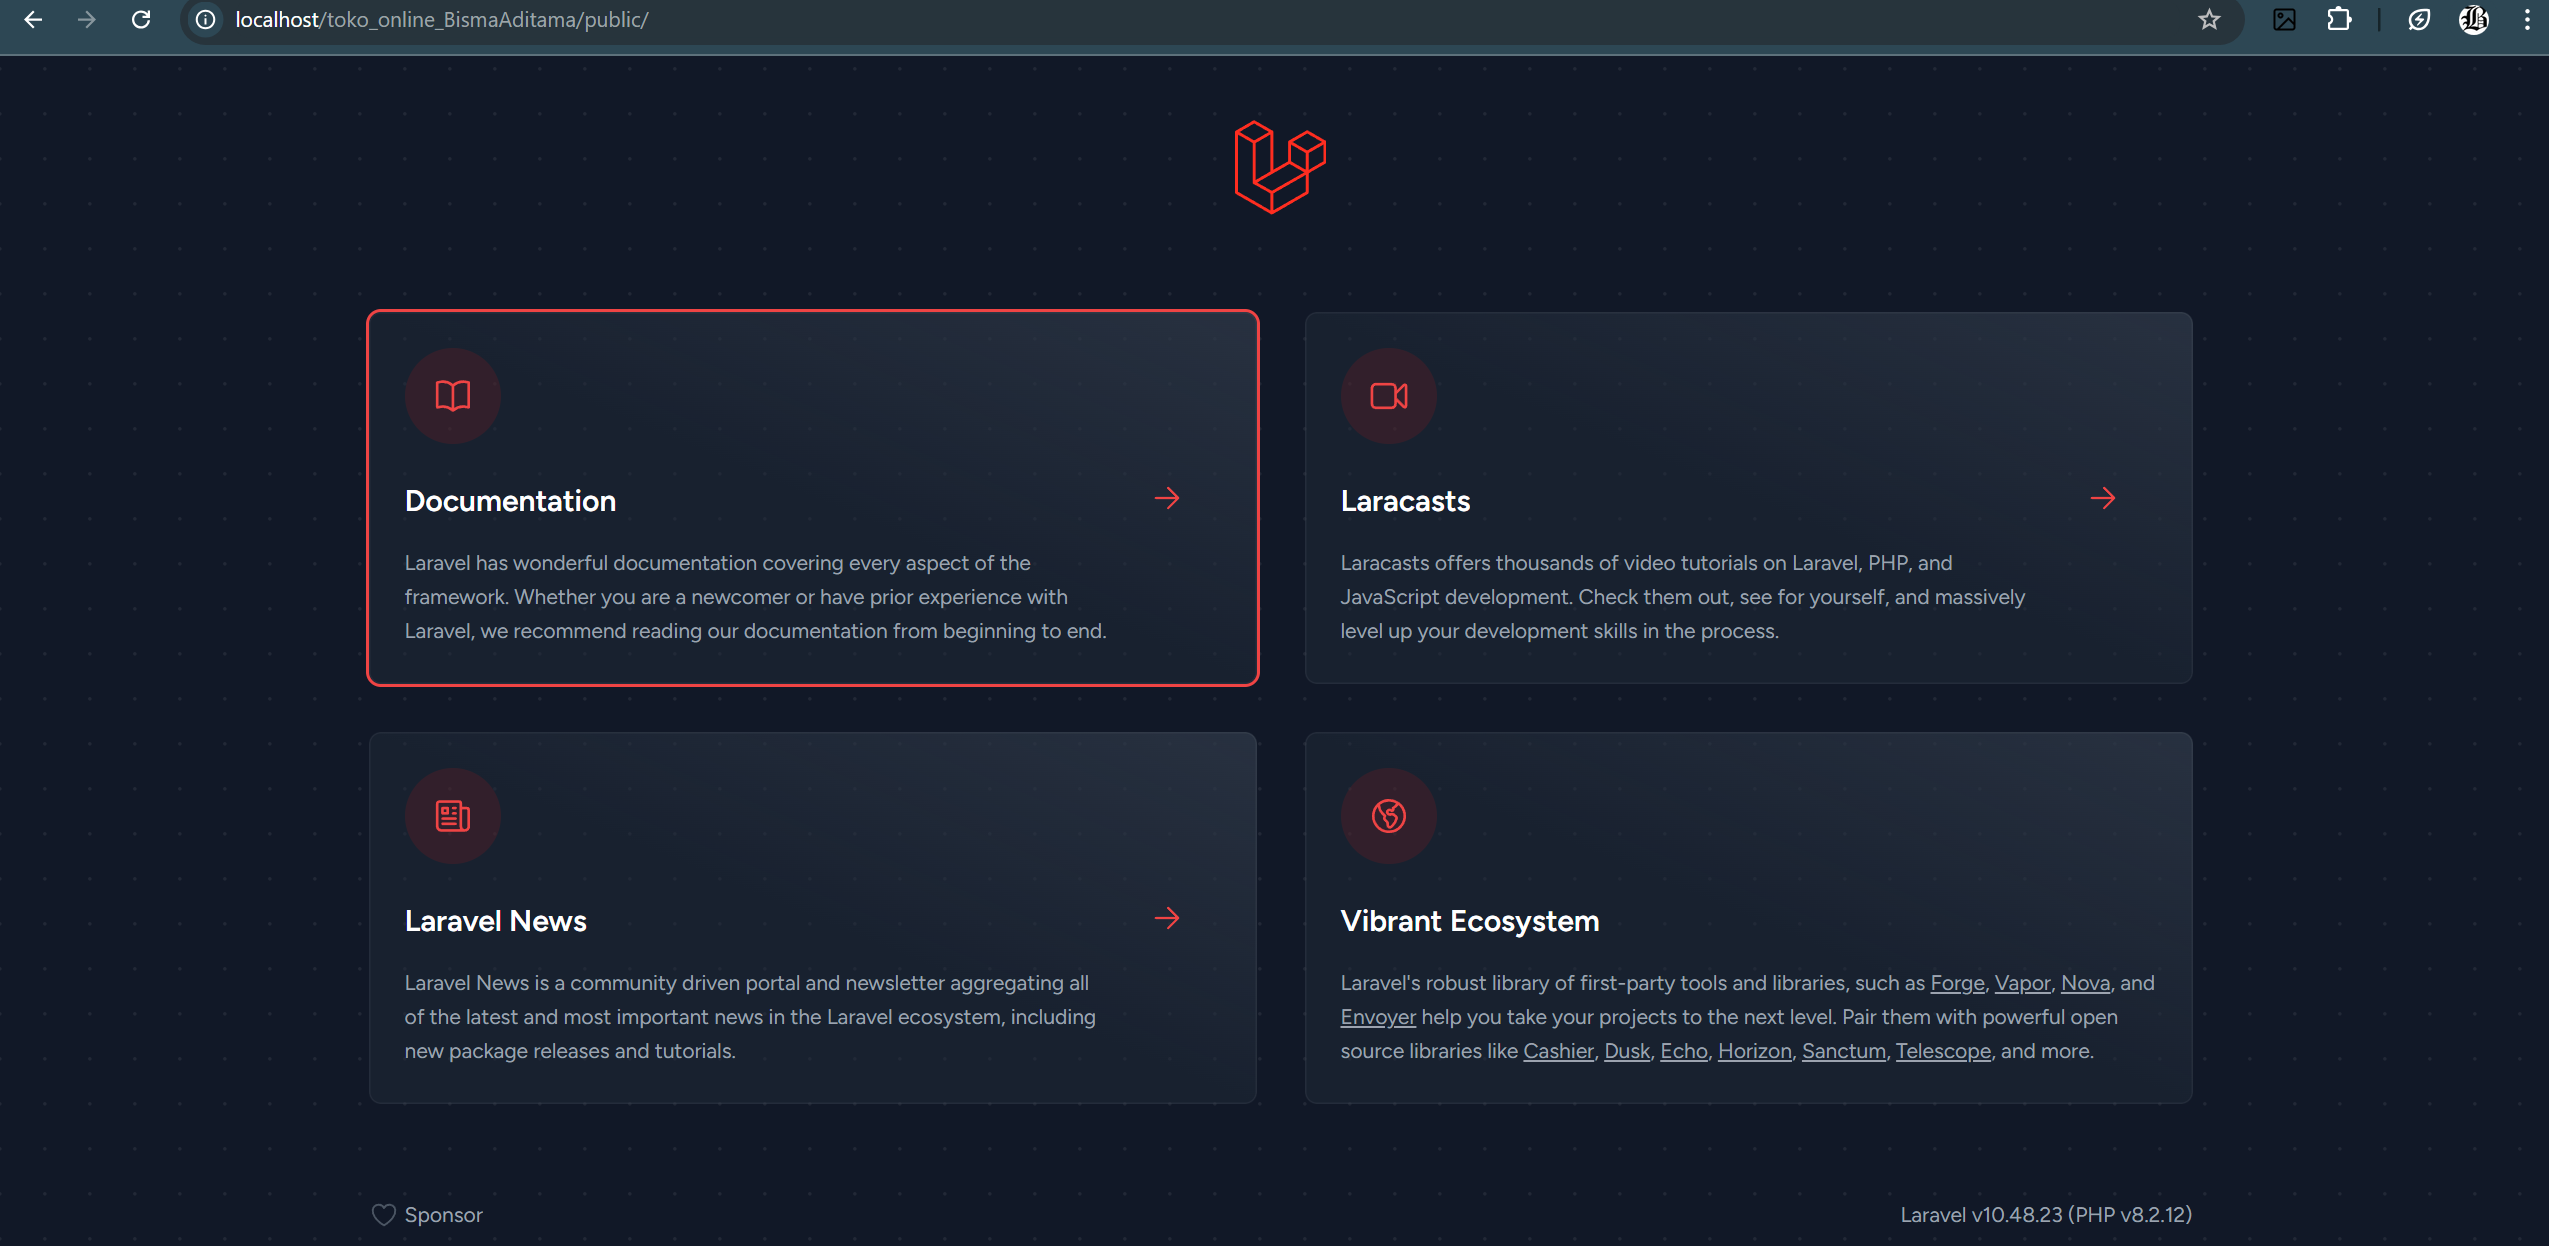 localhost/toko_online_BismaAditama/public/
Documentation
Laravel has wonderful documentation covering every aspect of the
framework. Whether you are a newcomer or have prior experience with
Laravel, we recommend reading our documentation from beginning to end.
Laracasts
Laracasts offers thousands of video tutorials on Laravel, PHP, and
JavaScript development. Check them out, see for yourself, and massively
level up your development skills in the process.
Laravel News
Laravel News is a community driven portal and newsletter aggregating all
of the latest and most important news in the Laravel ecosystem, including
new package releases and tutorials.
Vibrant Ecosystem
Laravel's robust library of first-party tools and libraries, such as Forge, Vapor, Nova, and
Envoyer help you take your projects to the next level. Pair them with powerful open
source libraries like Cashier, Dusk, Echo, Horizon, Sanctum, Telescope, and more.
Sponsor
Laravel v10.48.23 (PHP v8.2.12)